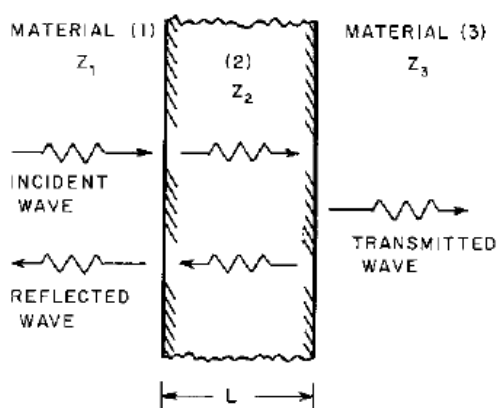 MATERIAL (1)
Z1
(2)
Z2
MATERIAL (3)
Z3
INCIDENT
WAVE
TRANSMITTED
WAVE
REFLECTED
WAVE
L